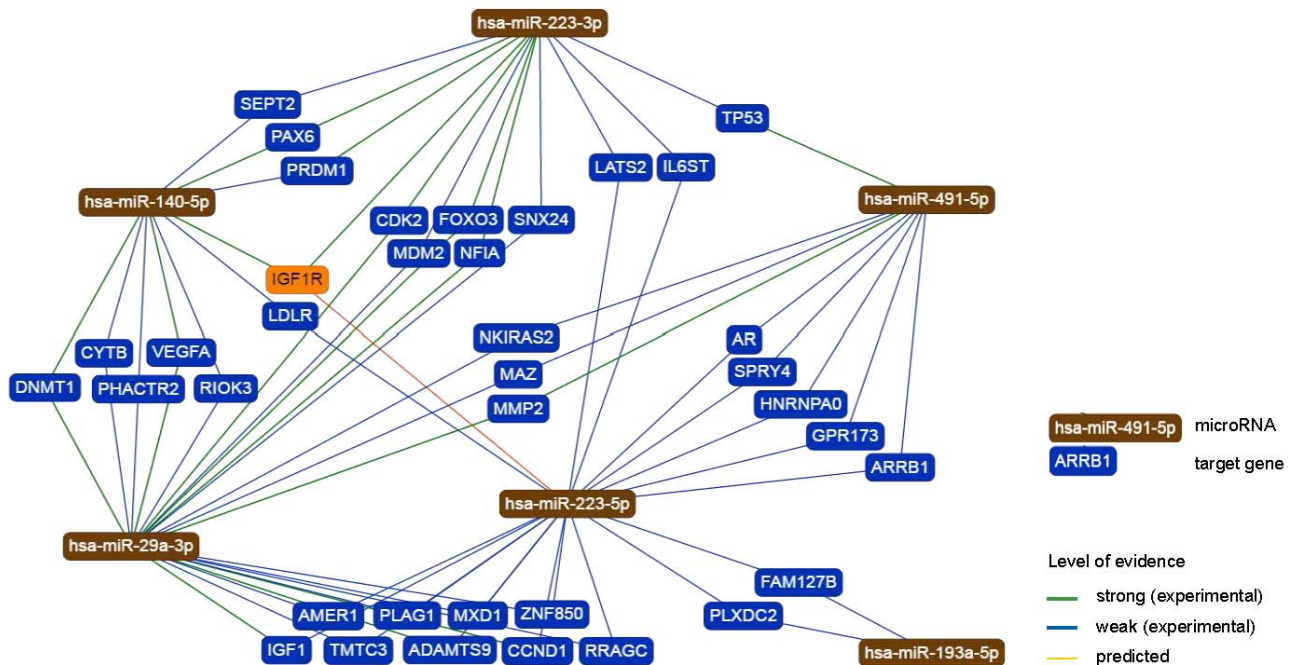 hsa-miR-223-3p
SEPT2
TP53
PAX6
PRDM1
LATS2
IL6ST
hsa-miR-140-5p
hsa-miR-491-5p
CDK2
FOXO3
SNX24
MDM2
NFIA
IGF1R
LDLR
NKIRAS2
AR
CYTB
VEGFA
MAZ
SPRY4
DNMT1
PHACTR2
RIOK3
MMP2
HNRNPA0
GPR173
ARRB1
hsa-miR-491-5p microRNA
ARRB1 target gene
hsa-miR-223-5p
hsa-miR-29a-3p
Level of evidence
strong (experimental)
weak (experimental)
predicted
FAM127B
AMER1
PLAG1
MXD1
ZNF850
PLXDC2
IGF1
TMTC3
ADAMTS9
CCND1
RRAGC
hsa-miR-193a-5p